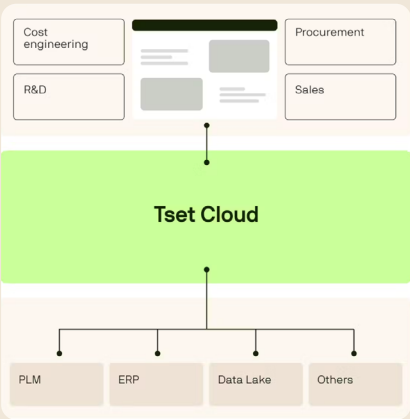 Cost
engineering
Procurement
R&D
Sales
Tset Cloud
PLM
ERP
Data Lake
Others